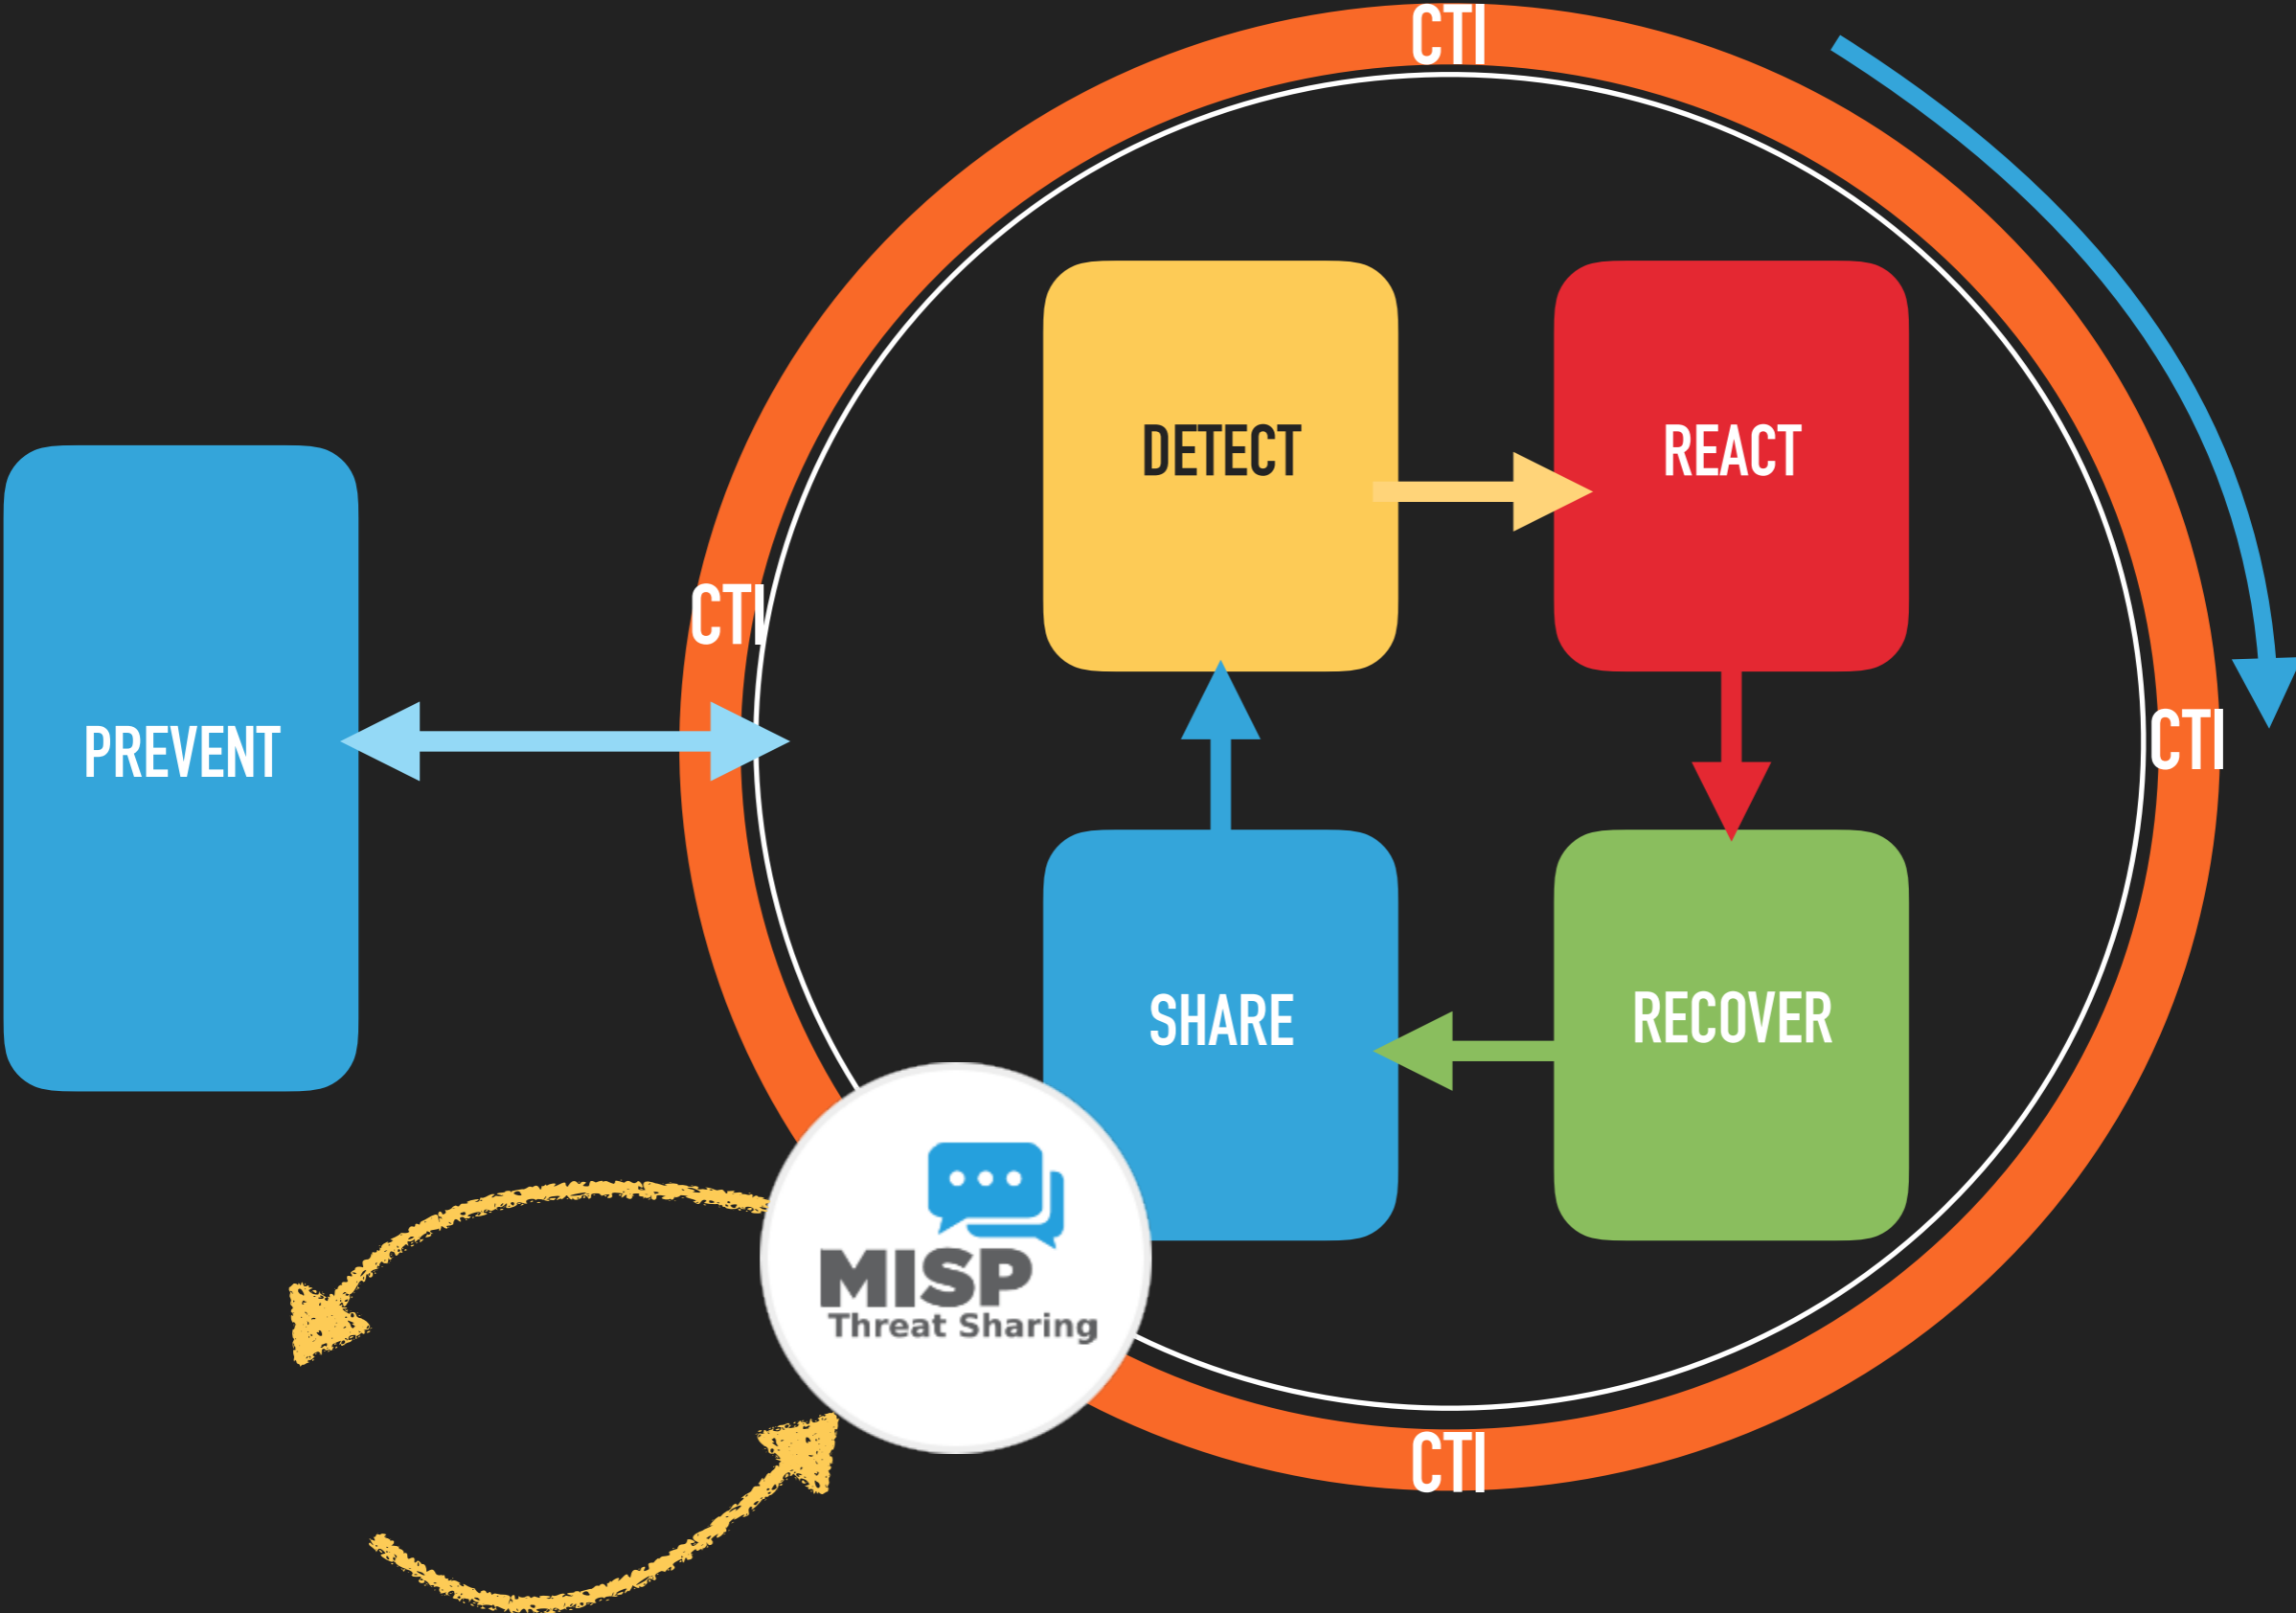 CTI
DETECT
REACT
CTI
PREVENT
CTI
SHARE
RECOVER
MISP
Threat Sharing
CTI